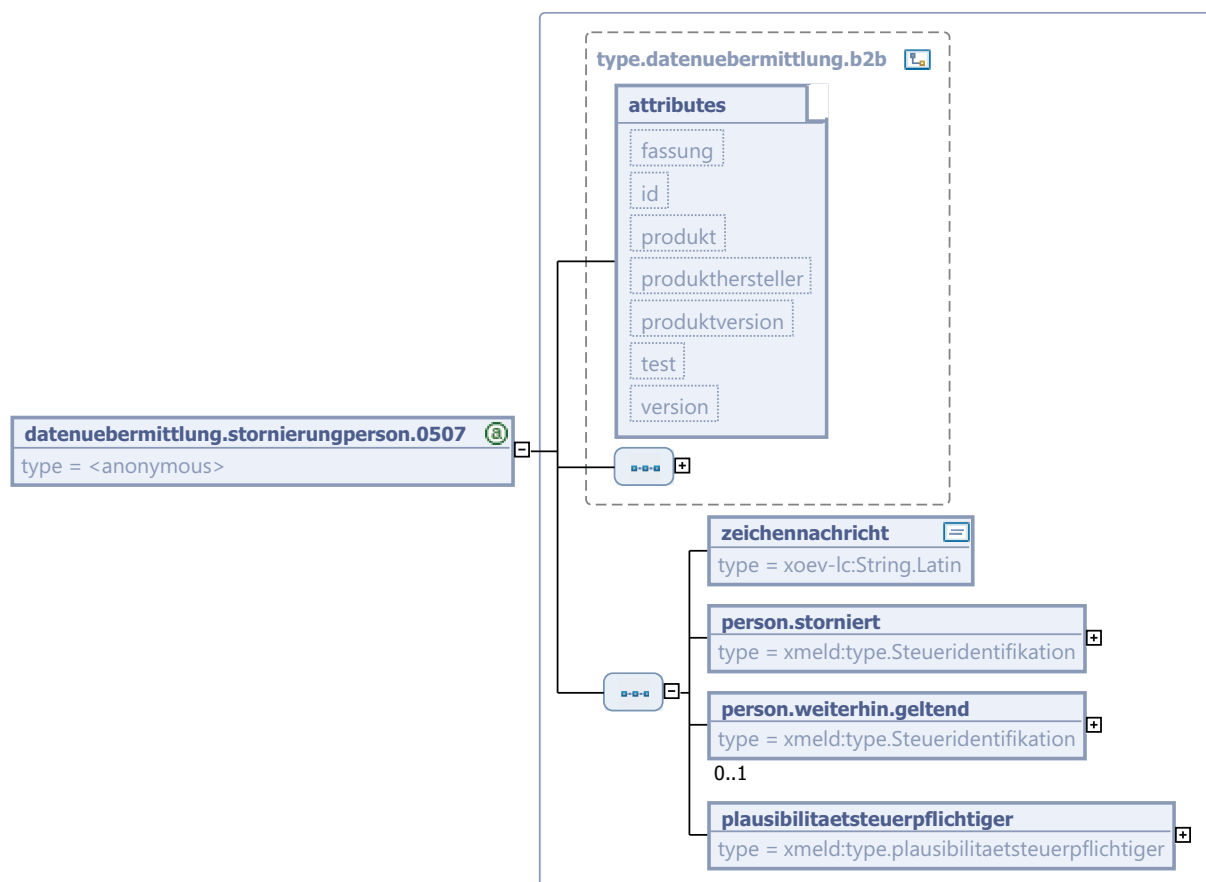 type.datenuebermittlung.b2b
attributes
fassung
id
produkt
produkthersteller
produktversion
test
version
datenuebermittlung.stornierungperson.0507
type = <anonymous>
zeichennachricht
type = xoev-lc:String.Latin
person.storniert
type = xmeld:type.Steueridentifikation
person.weiterhin.geltend
type = xmeld:type.Steueridentifikation
0..1
plausibilitaetsteuerpflichtiger
type = xmeld:type.plausibilitaetsteuerpflichtiger